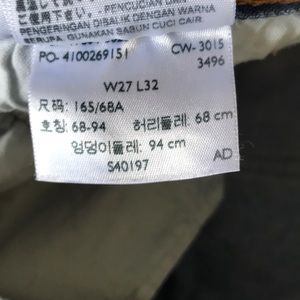 PENGERINGAN DIBALIK DENGAN WARNA
GUNAKAN SABUN CUCI CAIR
PO- 4100269151 CW- 3015
3496
W27 L32
尺码: 165/68A
호칭: 68-94 허리둘레: 68 cm
엉덩이둘레: 94 cm
S40197 AD